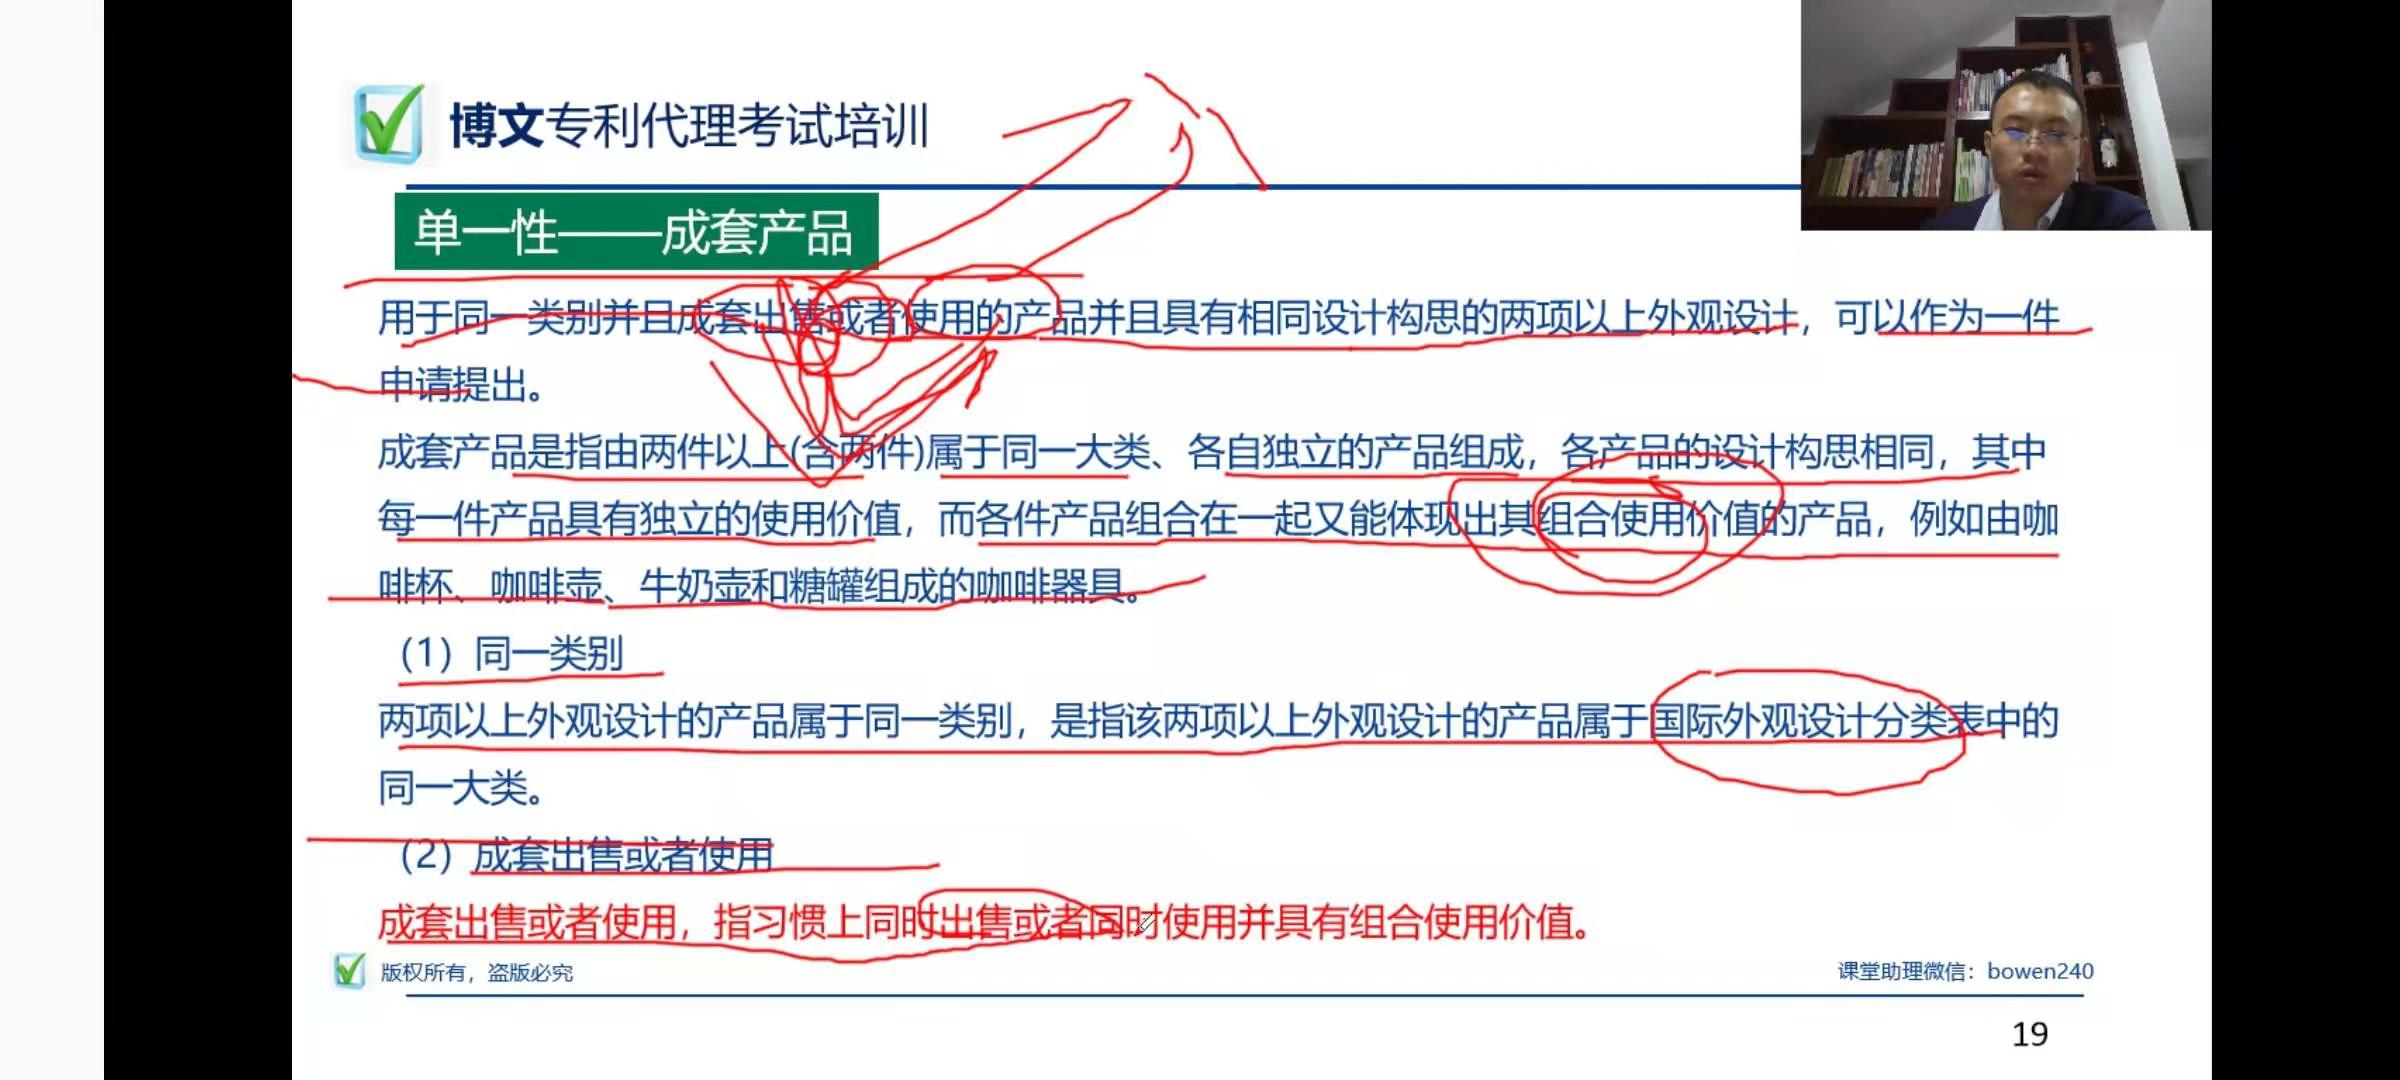 博文专利代理考试培训
单一性——成套产品
用于同一类别并且成套出售或者使用的产品并且具有相同设计构思的两项以上外观设计，可以作为一件
申请提出。
成套产品是指由两件以上(含两件)属于同一大类、各自独立的产品组成，各产品的设计构思相同，其中
每一件产品具有独立的使用价值，而各件产品组合在一起又能体现出其组合使用价值的产品，例如由咖
啡杯、咖啡壶、牛奶壶和糖罐组成的咖啡器具。
（1）同一类别
两项以上外观设计的产品属于同一类别，是指该两项以上外观设计的产品属于国际外观设计分类表中的
同一大类。
（2）成套出售或者使用
成套出售或者使用，指习惯上同时出售或者同时使用并具有组合使用价值。
版权所有，盗版必究
课堂助理微信：bowen240
19